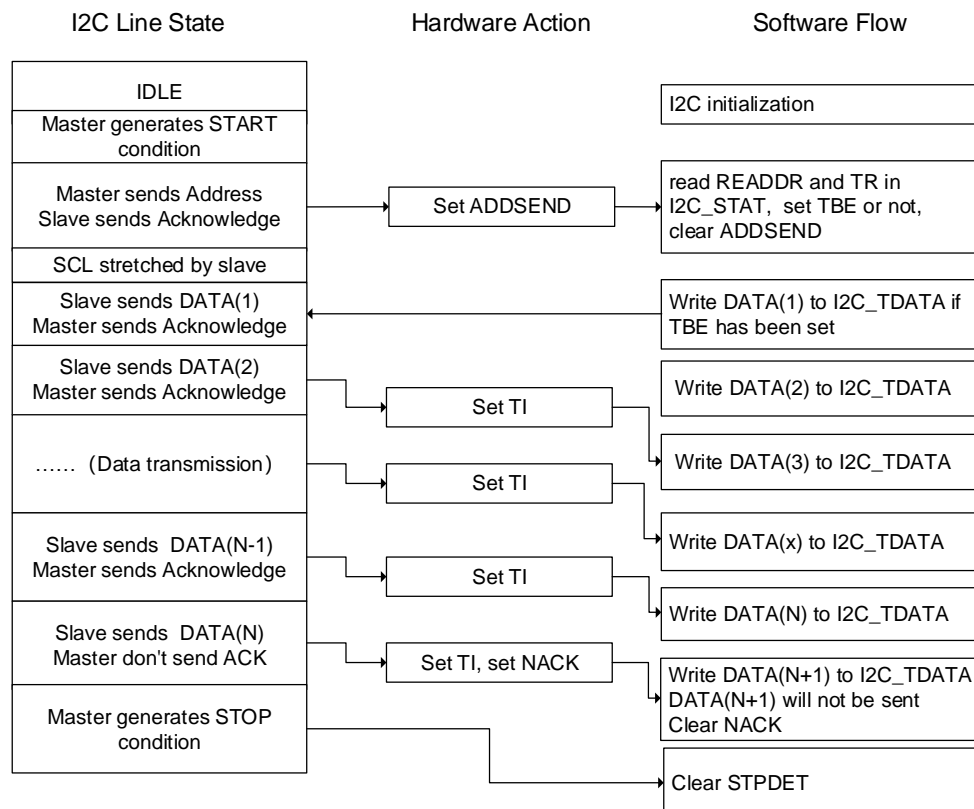 I2C Line State
Hardware Action
Software Flow
IDLE
I2C initialization
Master generates START
condition
Master sends Address
Slave sends Acknowledge
Set ADDSEND
read READDR and TR in
I2C_STAT, set TBE or not,
clear ADDSEND
SCL stretched by slave
Slave sends DATA(1)
Master sends Acknowledge
Write DATA(1) to I2C_TDATA if
TBE has been set
Slave sends DATA(2)
Master sends Acknowledge
Set TI
Write DATA(2) to I2C_TDATA
Write DATA(3) to I2C_TDATA
…… (Data transmission)
Set TI
Write DATA(x) to I2C_TDATA
Slave sends DATA(N-1)
Master sends Acknowledge
Set TI
Write DATA(N) to I2C_TDATA
Slave sends DATA(N)
Master don't send ACK
Set TI, set NACK
Write DATA(N+1) to I2C_TDATA
DATA(N+1) will not be sent
Clear NACK
Master generates STOP
condition
Clear STPDET